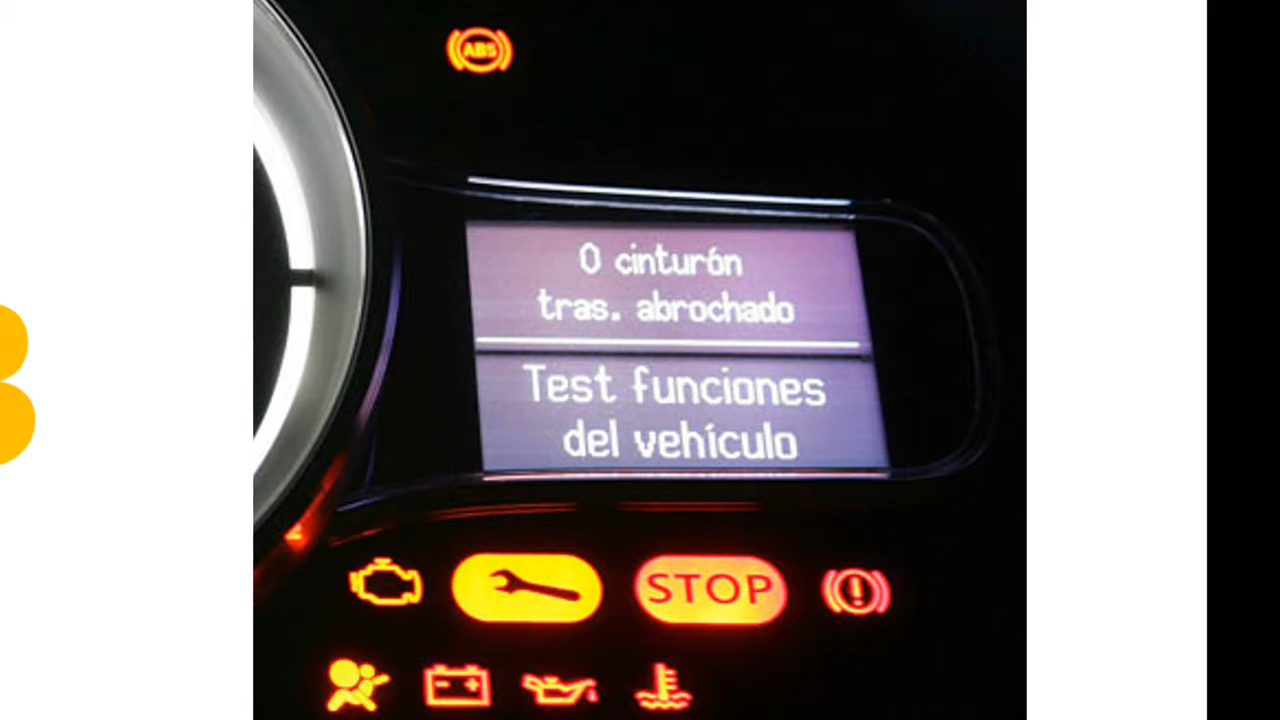 ABS
0 cinturón
tras. abrochado
Test funciones
del vehículo
STOP